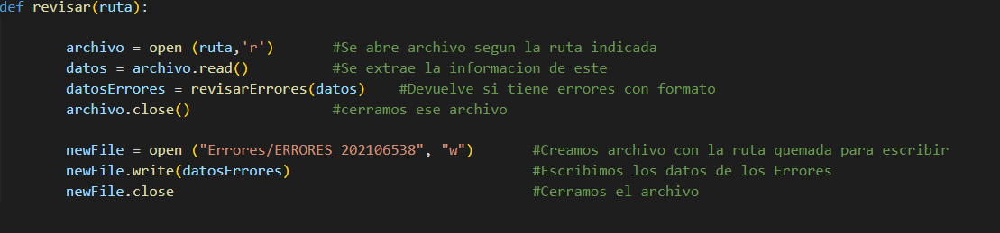 def revisar(ruta):
archivo = open (ruta,'r') #Se abre archivo segun la ruta indicada
datos = archivo.read() #Se extrae la informacion de este
datosErrores = revisarErrores(datos) #Devuelve si tiene errores con formato
archivo.close() #cerramos ese archivo
newFile = open ("Errores/ERRORES_202106538", "w") #Creamos archivo con la ruta quemada para escribir
newFile.write(datosErrores) #Escribimos los datos de los Errores
newFile.close #Cerramos el archivo